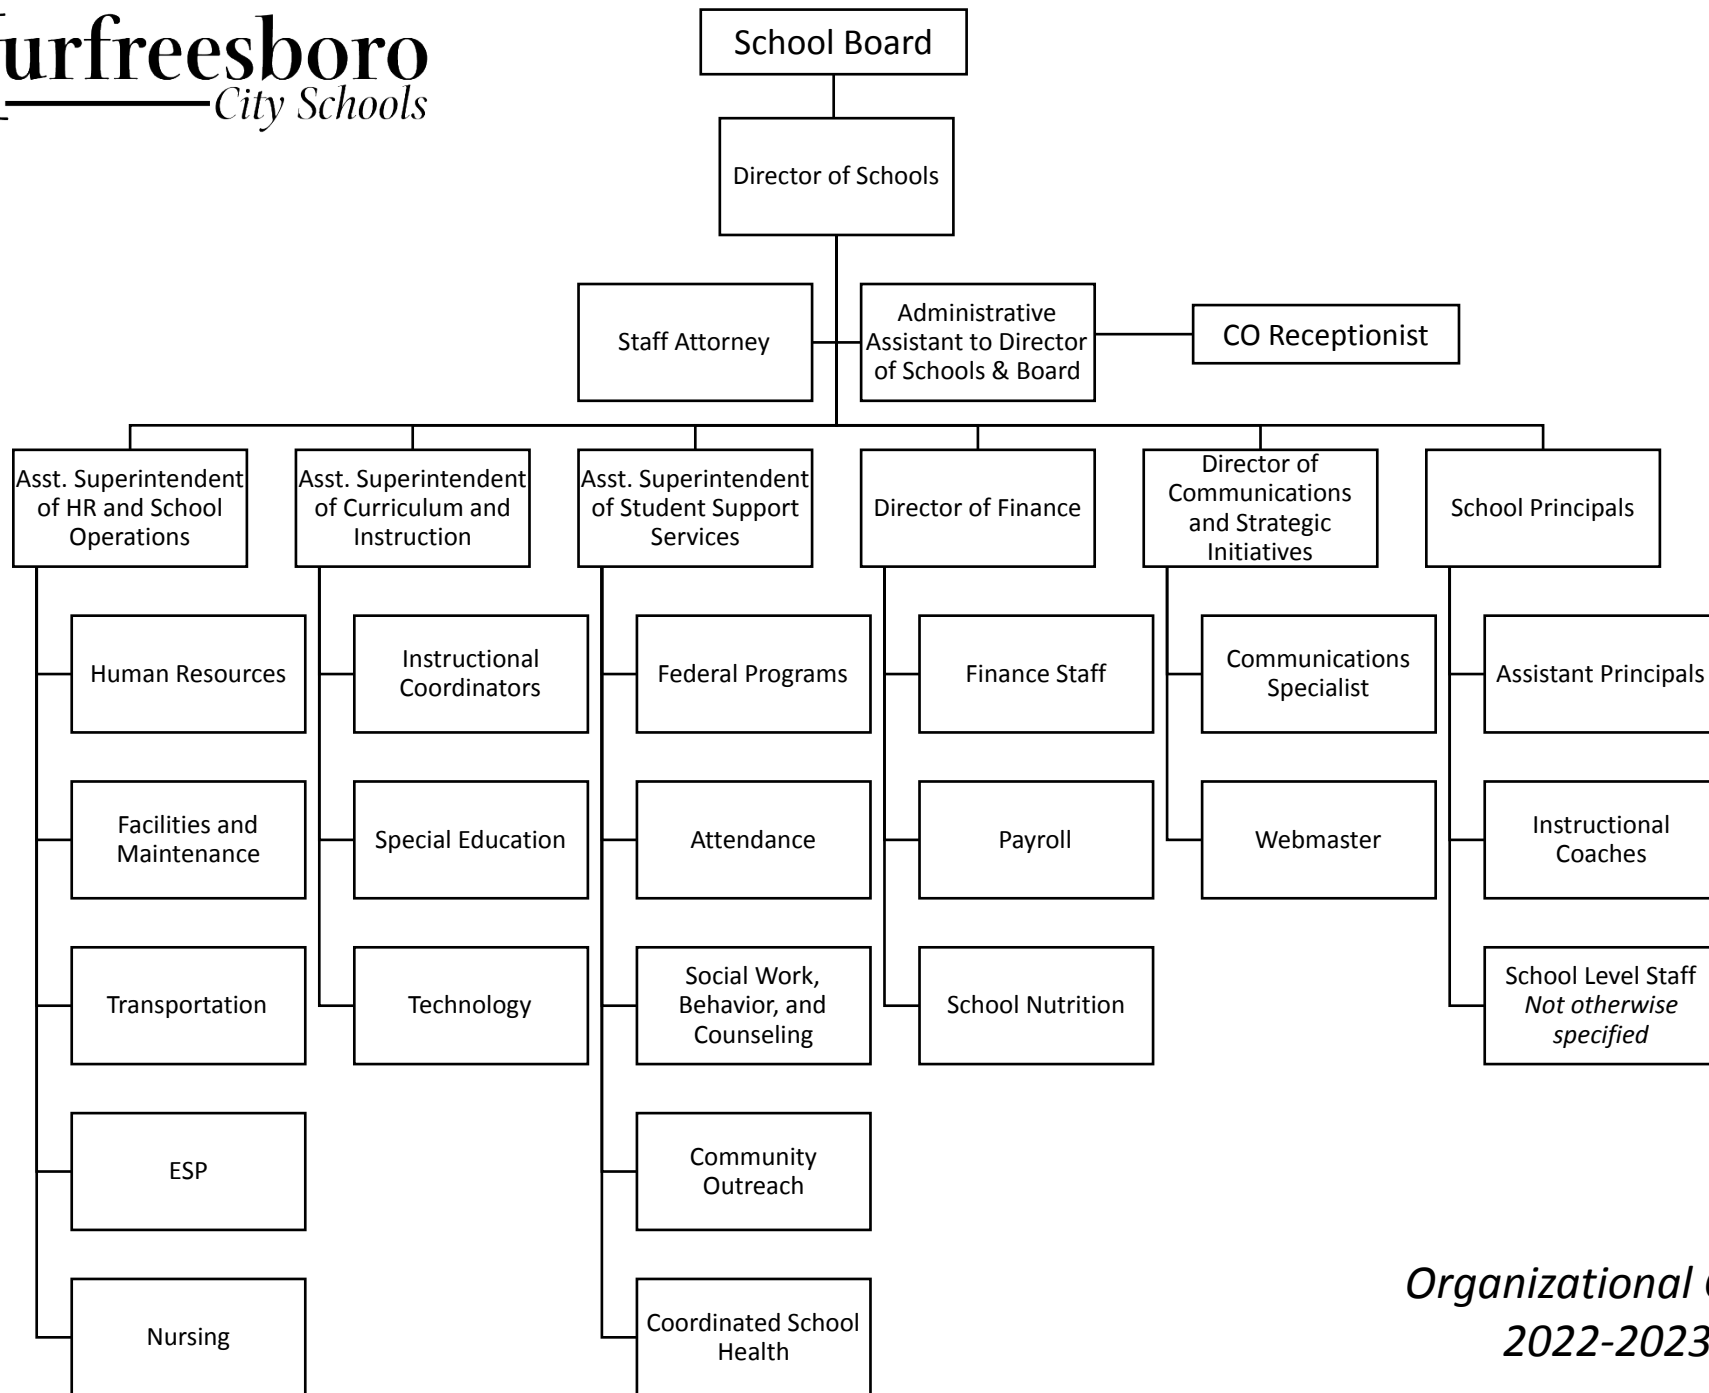 urfreesboro
City Schools
School Board
Director of Schools
Staff Attorney
Administrative
Assistant to Director
of Schools & Board
CO Receptionist
Asst. Superintendent
of HR and School
Operations
Asst. Superintendent
of Curriculum and
Instruction
Asst. Superintendent
of Student Support
Services
Director of Finance
Director of
Communications
and Strategic
Initiatives
School Principals
Human Resources
Facilities and
Maintenance
Transportation
ESP
Nursing
Instructional
Coordinators
Special Education
Technology
Federal Programs
Attendance
Social Work,
Behavior, and
Counseling
Community
Outreach
Coordinated School
Health
Finance Staff
Payroll
School Nutrition
Communications
Specialist
Webmaster
Assistant Principals
Instructional
Coaches
School Level Staff
Not otherwise
specified
Organizational
2022-2023